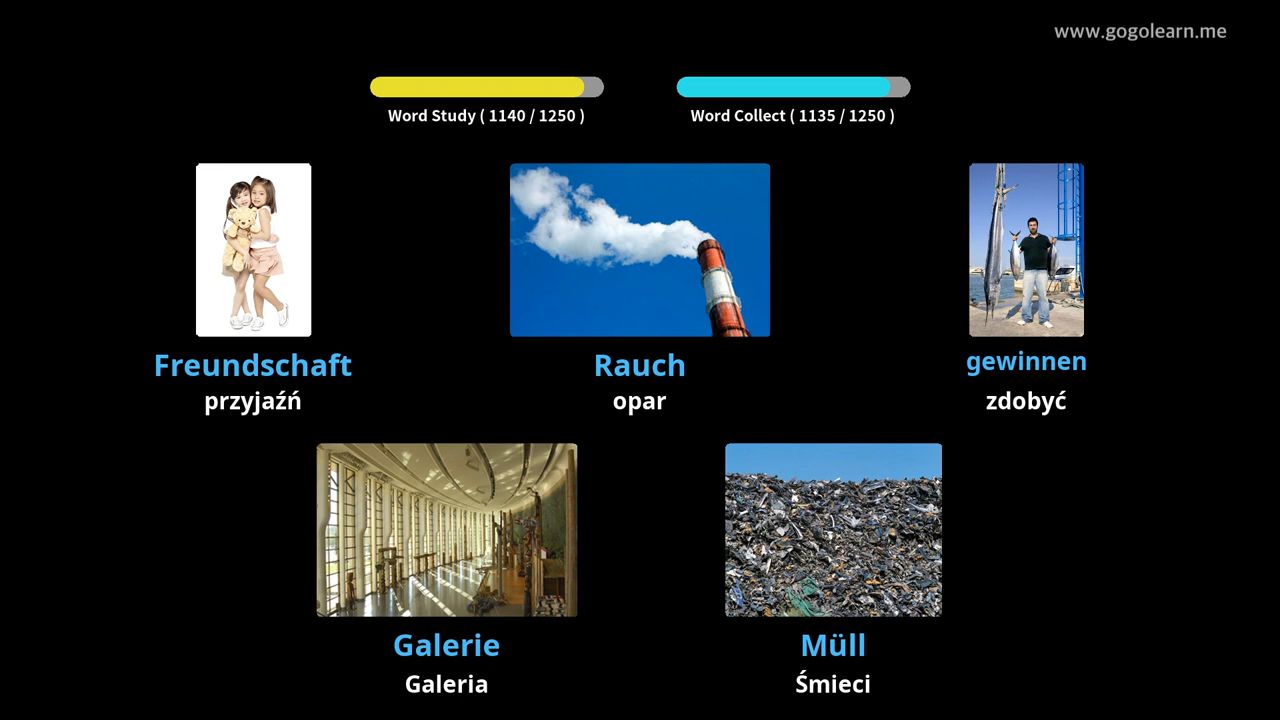 www.gogolearn.me
Word Study ( 1140 / 1250 )
Word Collect ( 1135 / 1250 )
Freundschaft
przyjaźń
Rauch
opar
gewinnen
zdobyć
Galerie
Galeria
Müll
Śmieci